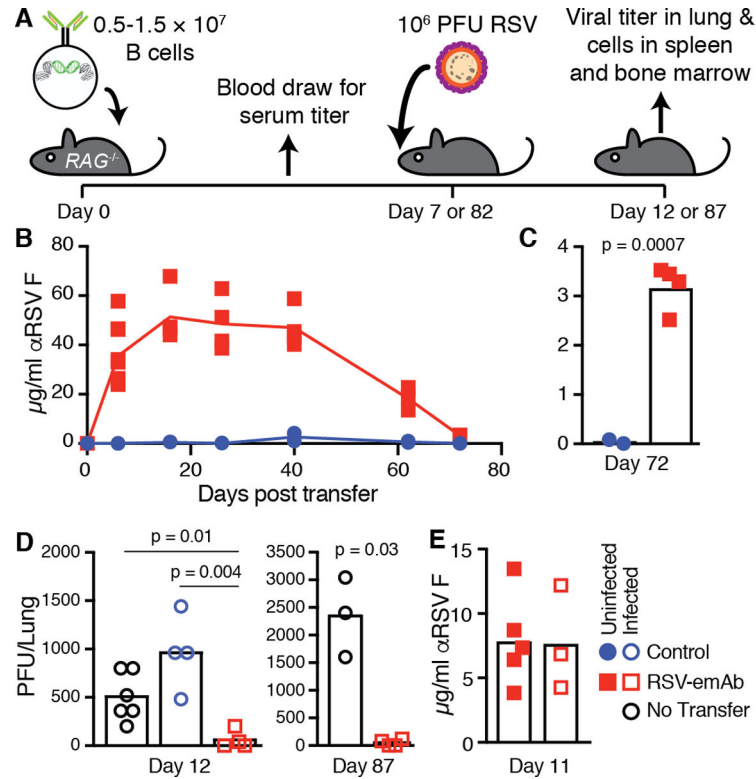 A
0.5-1.5 × 10⁷
B cells
RAG⁻/⁻
Blood draw for
serum titer
10⁶ PFU RSV
Viral titer in lung &
cells in spleen
and bone marrow
Day 0
Day 7 or 82
Day 12 or 87
B
µg/ml αRSV F
80
60
40
20
0
0 20 40 60 80
Days post transfer
C
p = 0.0007
4
3
2
1
0
Day 72
D
PFU/Lung
p = 0.01
p = 0.004
2000
1500
1000
500
0
Day 12
p = 0.03
3500
3000
2500
2000
1500
1000
500
0
Day 87
E
µg/ml αRSV F
15
10
5
0
Day 11
Uninfected
Infected
Control
RSV-emAb
No Transfer